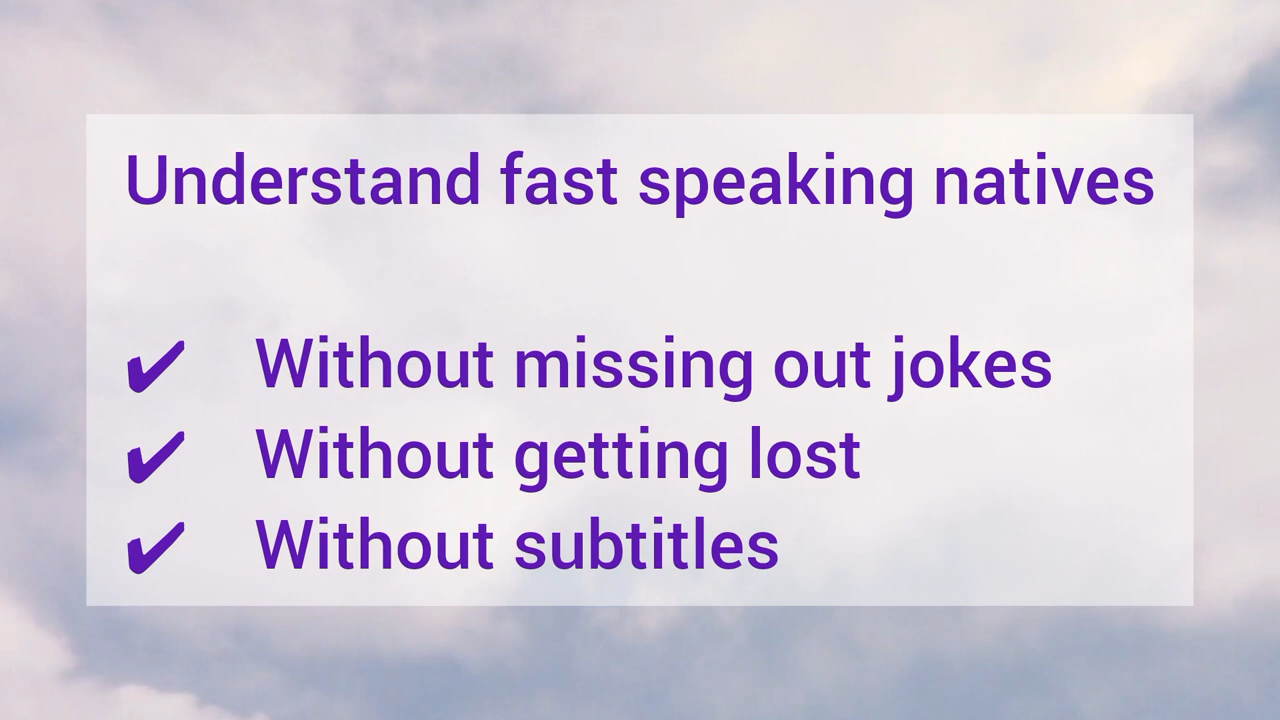 Understand fast speaking natives
✔ Without missing out jokes
✔ Without getting lost
✔ Without subtitles